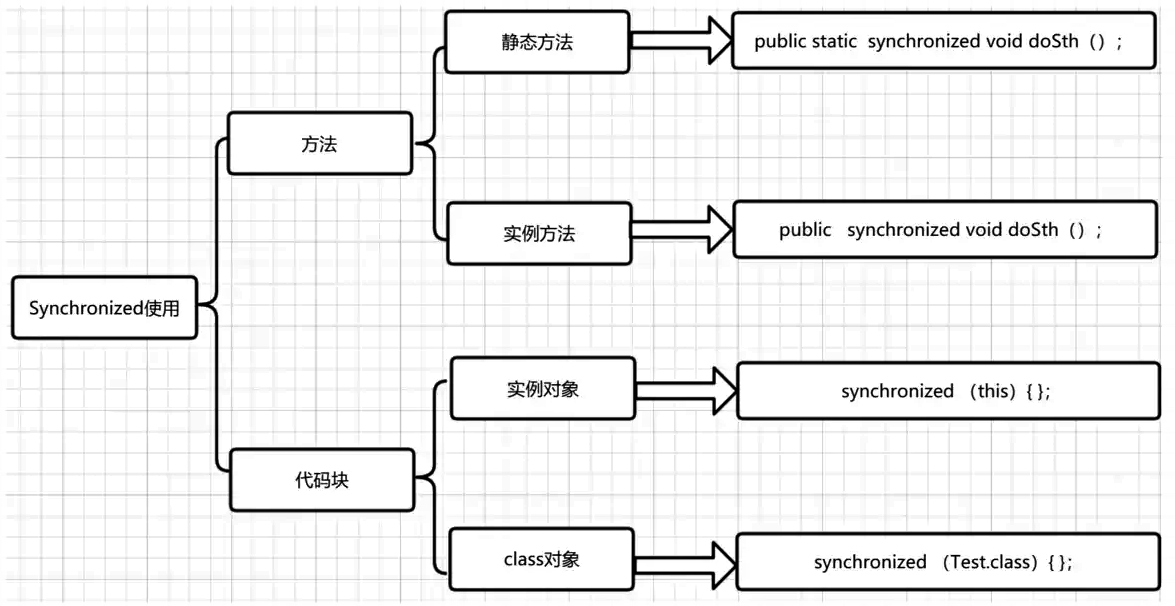 静态方法
public static  synchronized void doSth（）;
方法
实例方法
public   synchronized void doSth（）;
Synchronized使用
实例对象
synchronized （this）{ };
代码块
class对象
synchronized （Test.class）{ };